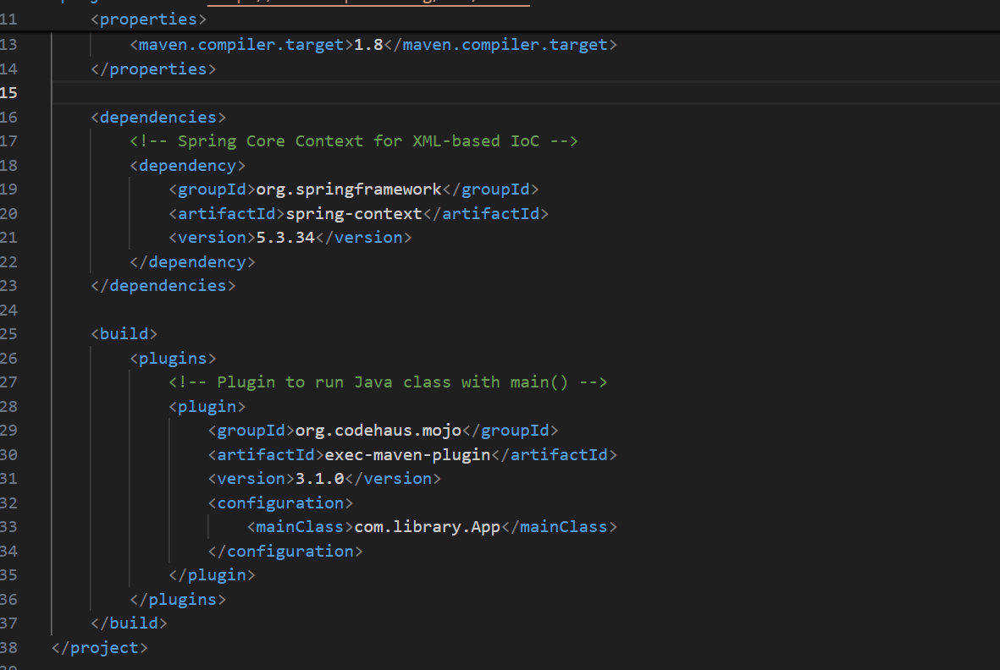 11 <properties>
13 <maven.compiler.target>1.8</maven.compiler.target>
14 </properties>
15
16 <dependencies>
17 <!-- Spring Core Context for XML-based IoC -->
18 <dependency>
19 <groupId>org.springframework</groupId>
20 <artifactId>spring-context</artifactId>
21 <version>5.3.34</version>
22 </dependency>
23 </dependencies>
24
25 <build>
26 <plugins>
27 <!-- Plugin to run Java class with main() -->
28 <plugin>
29 <groupId>org.codehaus.mojo</groupId>
30 <artifactId>exec-maven-plugin</artifactId>
31 <version>3.1.0</version>
32 <configuration>
33 <mainClass>com.library.App</mainClass>
34 </configuration>
35 </plugin>
36 </plugins>
37 </build>
38 </project>